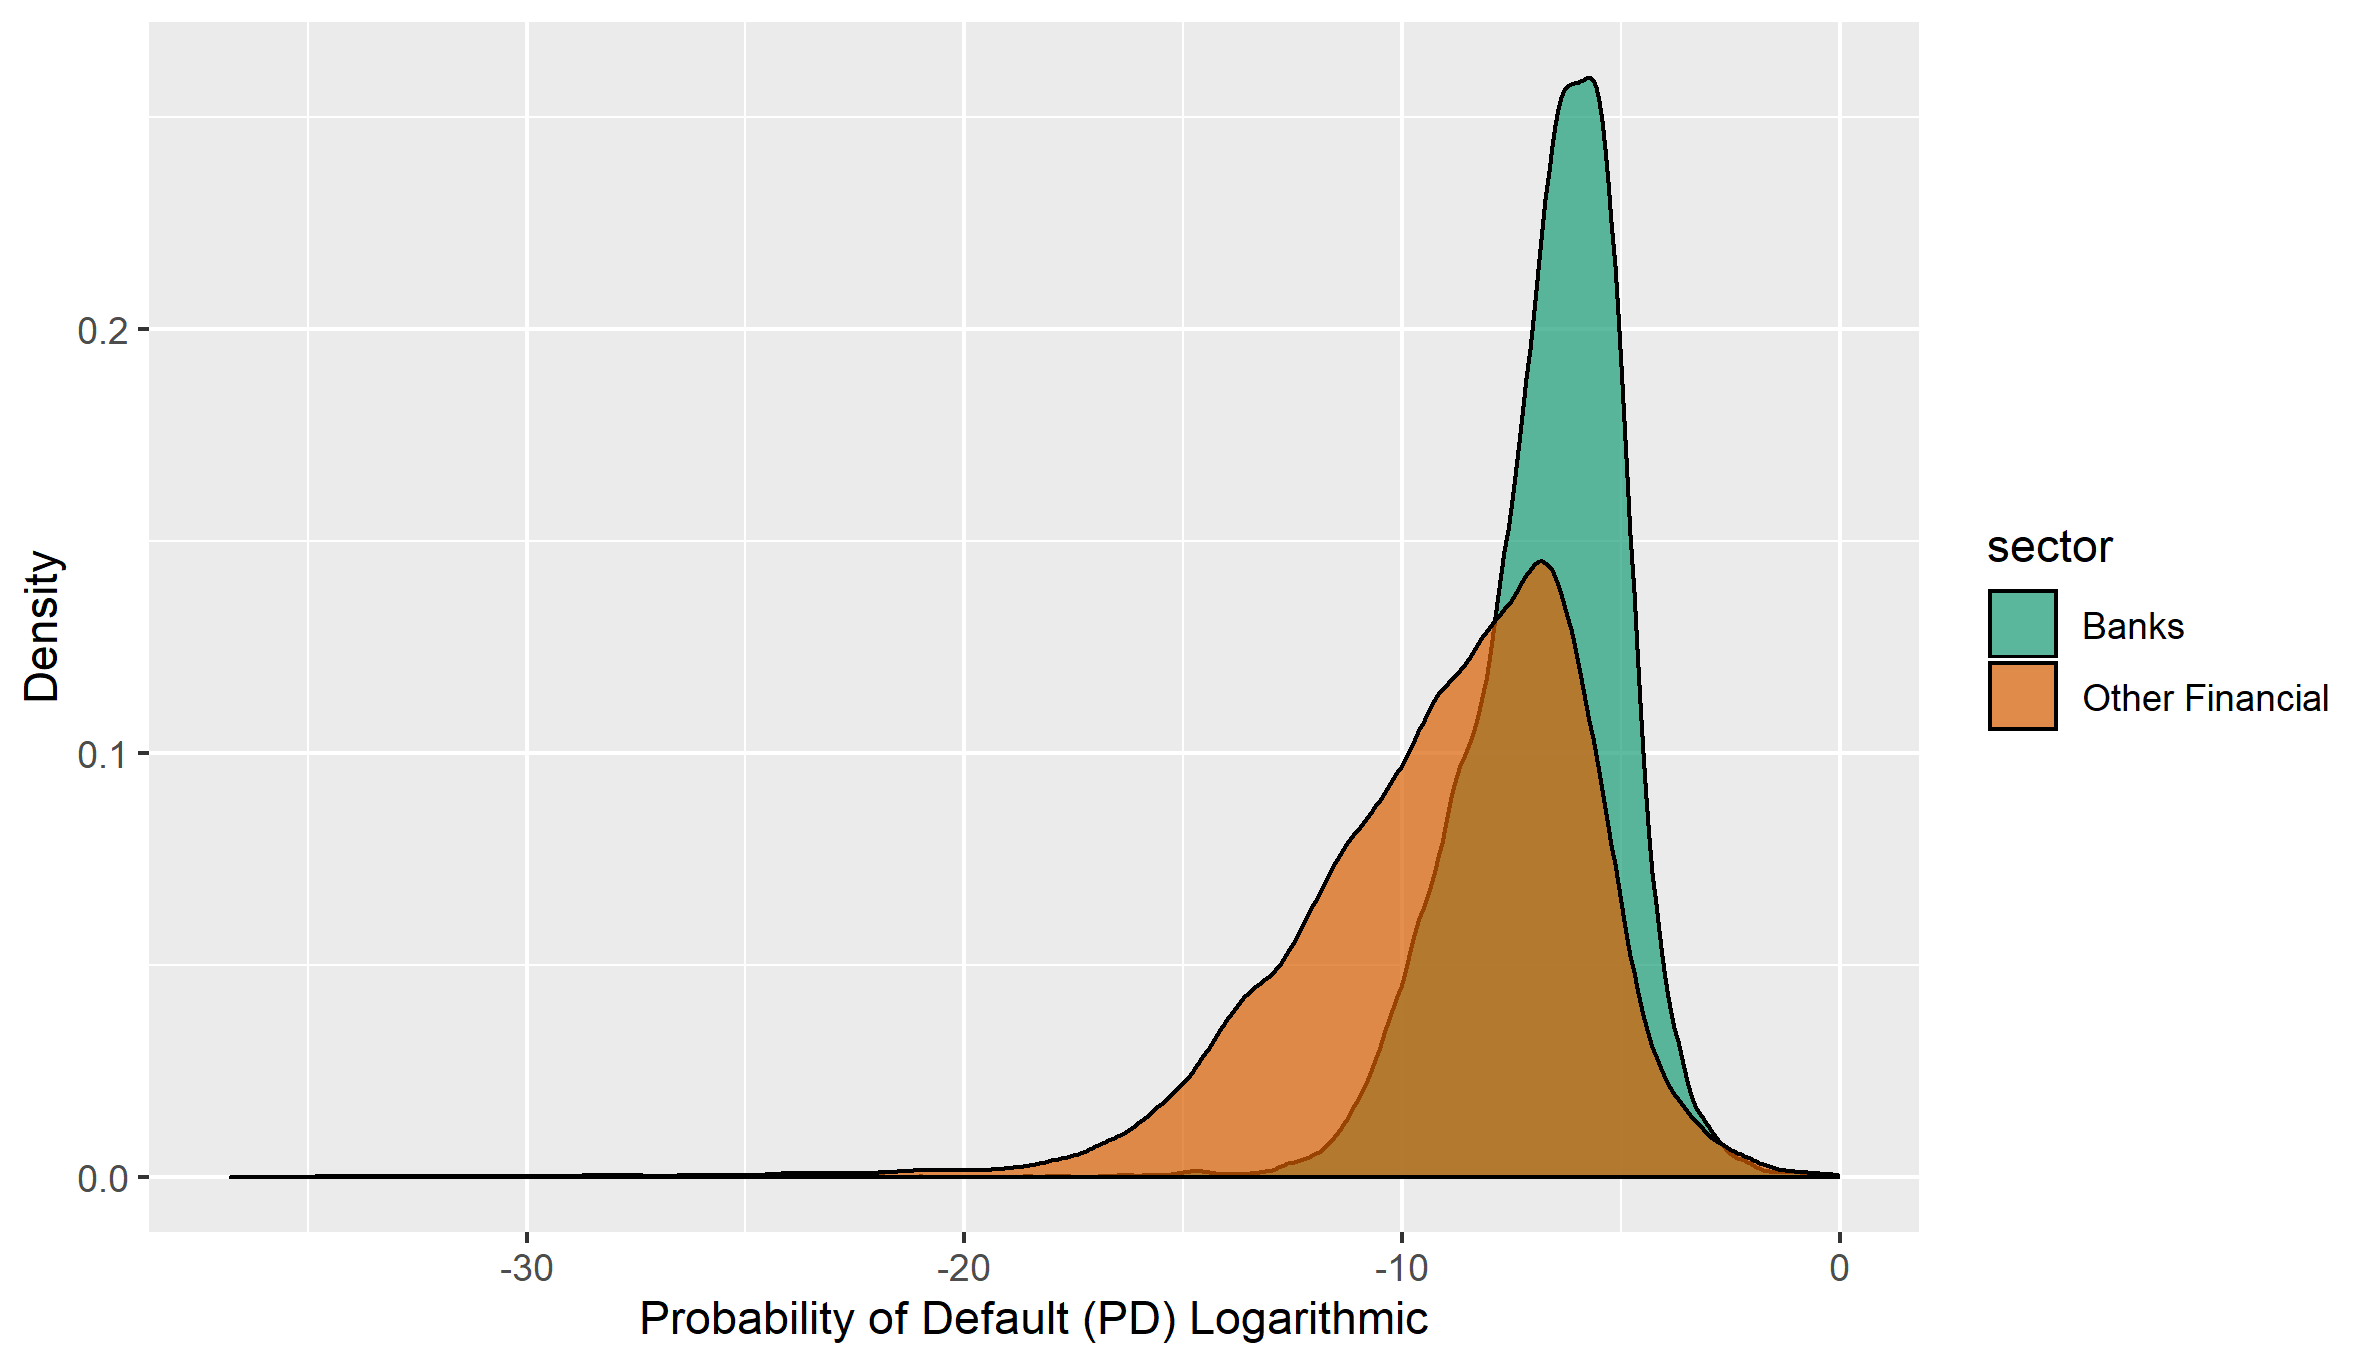 0.2
0.1
0.0
Density
-30
-20
-10
0
Probability of Default (PD) Logarithmic
sector
Banks
Other Financial